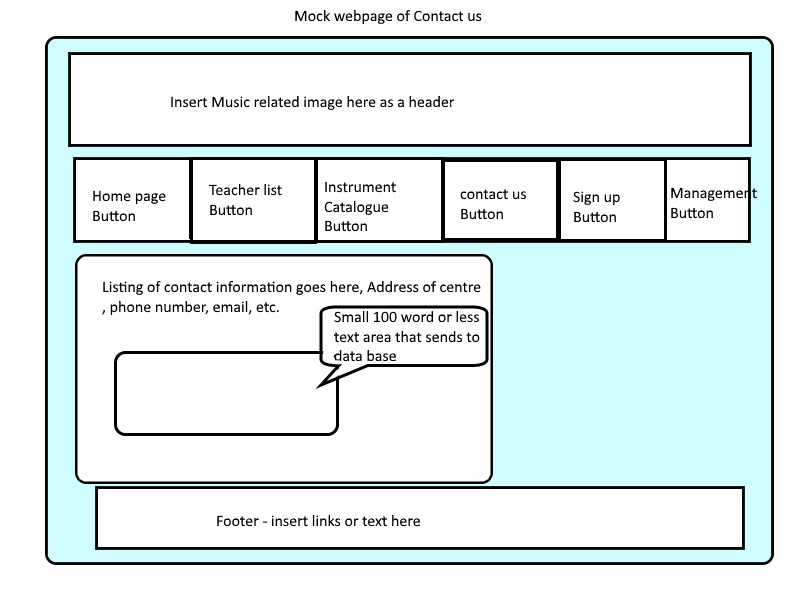 Mock webpage of Contact us
Insert Music related image here as a header
Home page
Button
Teacher list
Button
Instrument
Catalogue
Button
contact us
Button
Sign up
Button
Management
Button
Listing of contact information goes here, Address of centre
, phone number, email, etc.
Small 100 word or less
text area that sends to
data base
Footer - insert links or text here